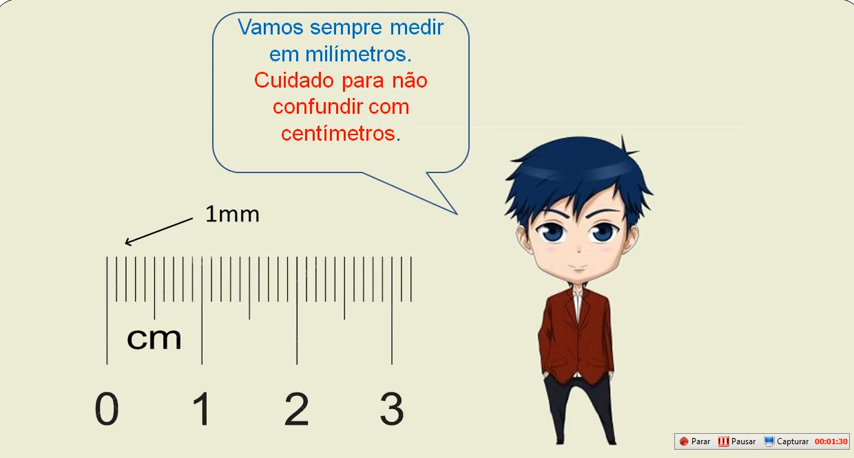 Vamos sempre medir
em milímetros.
Cuidado para não
confundir com
centímetros.
1mm
cm
0 1 2 3
Parar Pausar Capturar 00:01:30